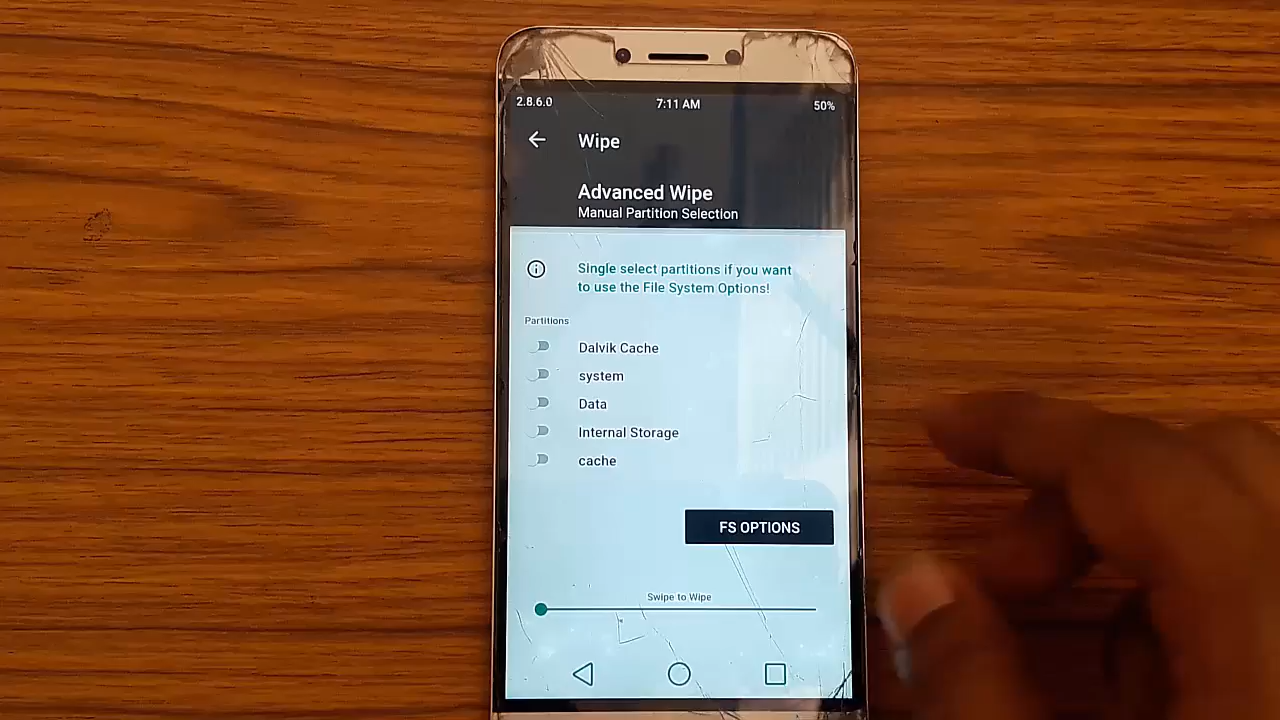 2.8.6.0 7:11 AM 50%
Wipe
Advanced Wipe
Manual Partition Selection
Single select partitions if you want
to use the File System Options!
Partitions
Dalvik Cache
system
Data
Internal Storage
cache
FS OPTIONS
Swipe to Wipe